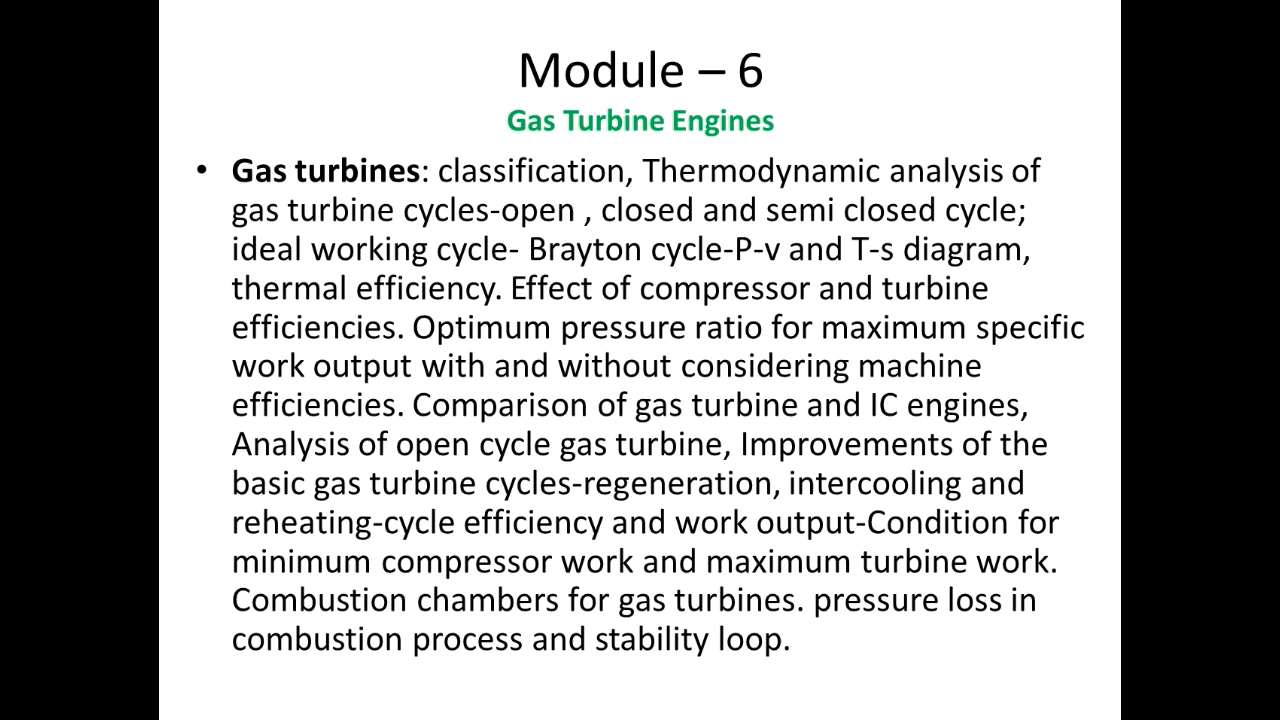 Module – 6
Gas Turbine Engines
• Gas turbines: classification, Thermodynamic analysis of
gas turbine cycles-open , closed and semi closed cycle;
ideal working cycle- Brayton cycle-P-v and T-s diagram,
thermal efficiency. Effect of compressor and turbine
efficiencies. Optimum pressure ratio for maximum specific
work output with and without considering machine
efficiencies. Comparison of gas turbine and IC engines,
Analysis of open cycle gas turbine, Improvements of the
basic gas turbine cycles-regeneration, intercooling and
reheating-cycle efficiency and work output-Condition for
minimum compressor work and maximum turbine work.
Combustion chambers for gas turbines. pressure loss in
combustion process and stability loop.